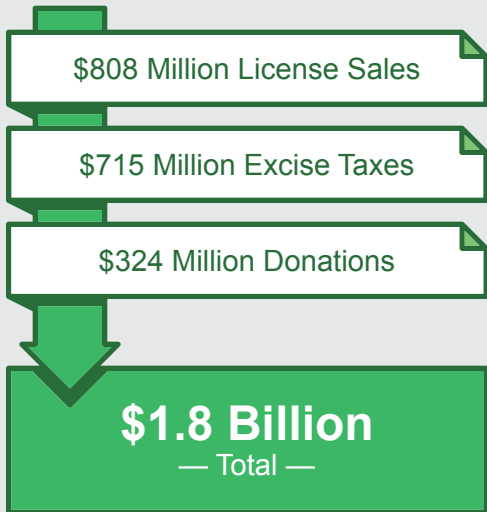 $808 Million License Sales
$715 Million Excise Taxes
$324 Million Donations
$1.8 Billion
— Total —